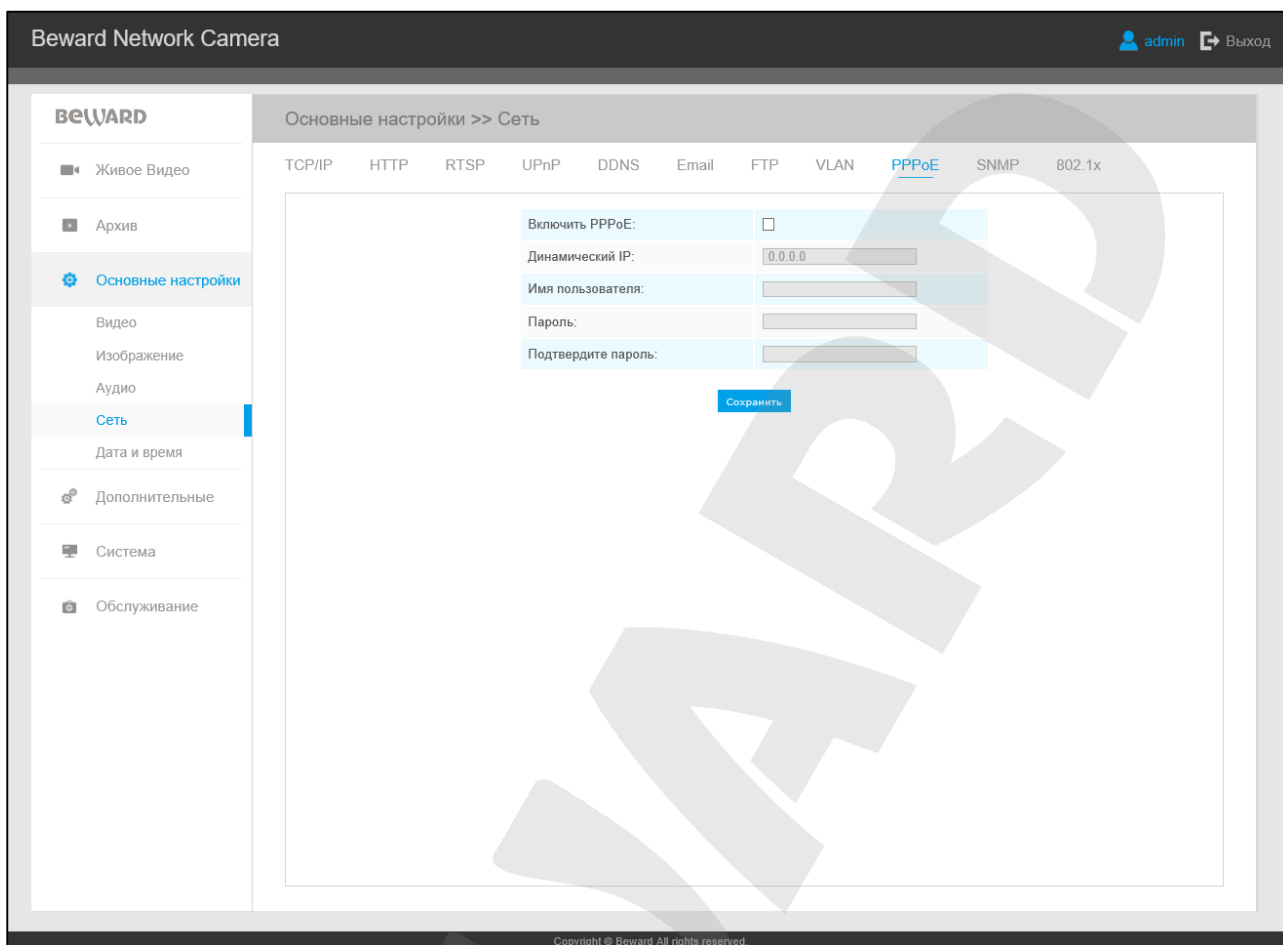 Beward Network Camera
admin Выход
BEWARD
Основные настройки >> Сеть
Живое Видео
Архив
Основные настройки
Видео
Изображение
Аудио
Сеть
Дата и время
Дополнительные
Система
Обслуживание
TCP/IP HTTP RTSP UPnP DDNS Email FTP VLAN PPPoE SNMP 802.1x
Включить PPPoE:
Динамический IP: 0.0.0.0
Имя пользователя:
Пароль:
Подтвердите пароль:
Сохранить
Copyright © Beward All rights reserved.